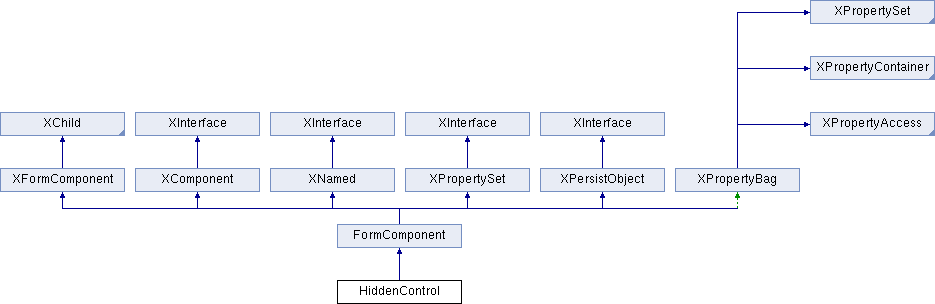 XPropertySet
XPropertyContainer
XChild
XInterface
XInterface
XInterface
XInterface
XPropertyAccess
XFormComponent
XComponent
XNamed
XPropertySet
XPersistObject
XPropertyBag
FormComponent
HiddenControl